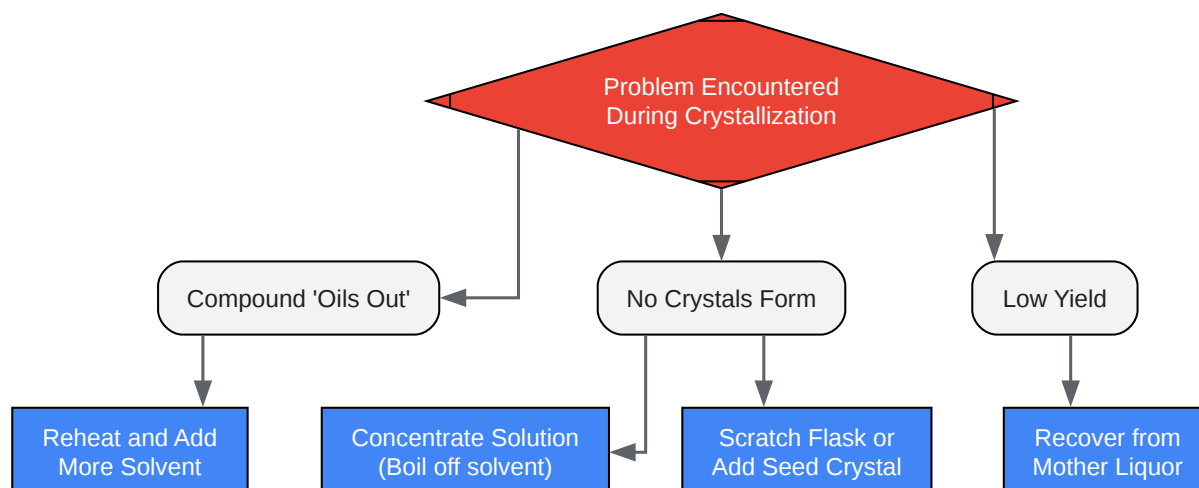 Problem Encountered
During Crystallization
Compound 'Oils Out'
No Crystals Form
Low Yield
Reheat and Add
More Solvent
Concentrate Solution
(Boil off solvent)
Scratch Flask or
Add Seed Crystal
Recover from
Mother Liquor